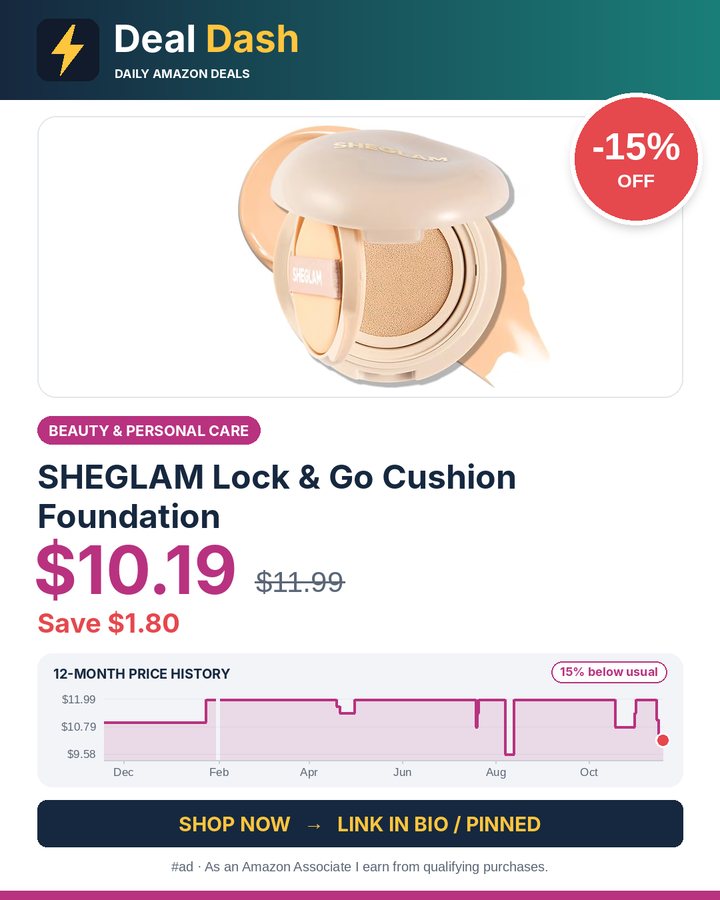 Deal Dash
DAILY AMAZON DEALS
-15%
OFF
SHEGLAM
SHEGLAM
BEAUTY & PERSONAL CARE
SHEGLAM Lock & Go Cushion
Foundation
$10.19 $11.99
Save $1.80
12-MONTH PRICE HISTORY
15% below usual
$11.99
$10.79
$9.58
Dec Feb Apr Jun Aug Oct
SHOP NOW → LINK IN BIO / PINNED
#ad · As an Amazon Associate I earn from qualifying purchases.